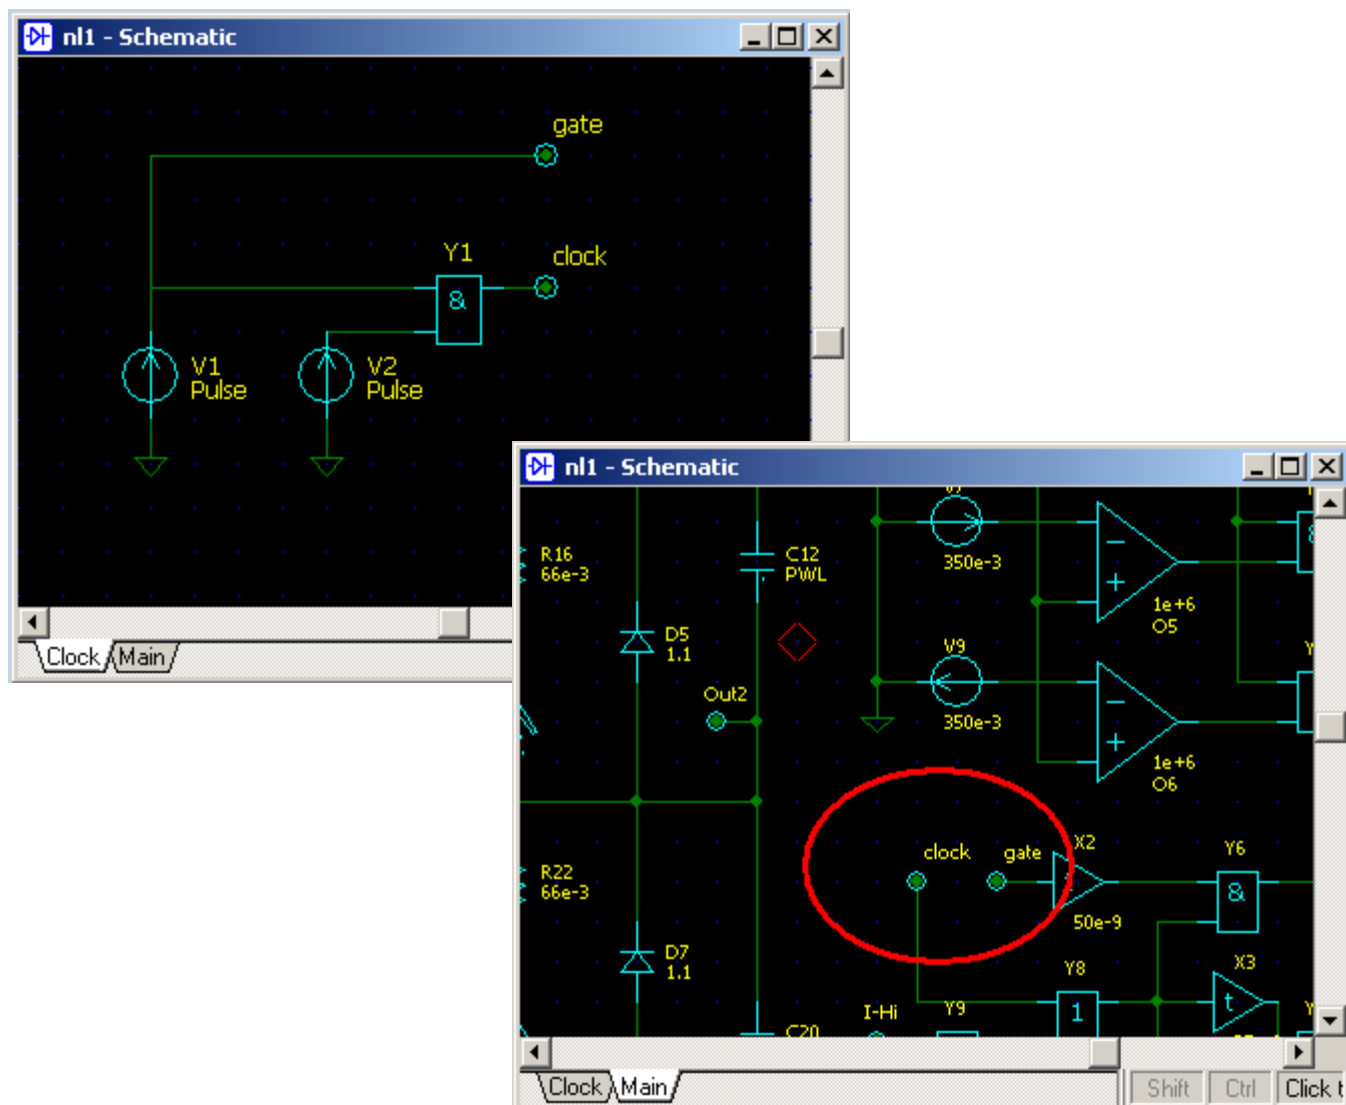 nl1 - Schematic
gate
Y1
clock
&
V1
Pulse
V2
Pulse
Clock
Main
nl1 - Schematic
R16
66e-3
C12
PWL
350e-3
−
+
1e+6
O5
D5
1.1
V9
350e-3
−
+
1e+6
O6
Out2
clock
gate
X2
50e-9
Y6
&
R22
66e-3
D7
1.1
Y8
1
X3
t
I-Hi
Y9
C20
Clock
Main
Shift
Ctrl
Click t